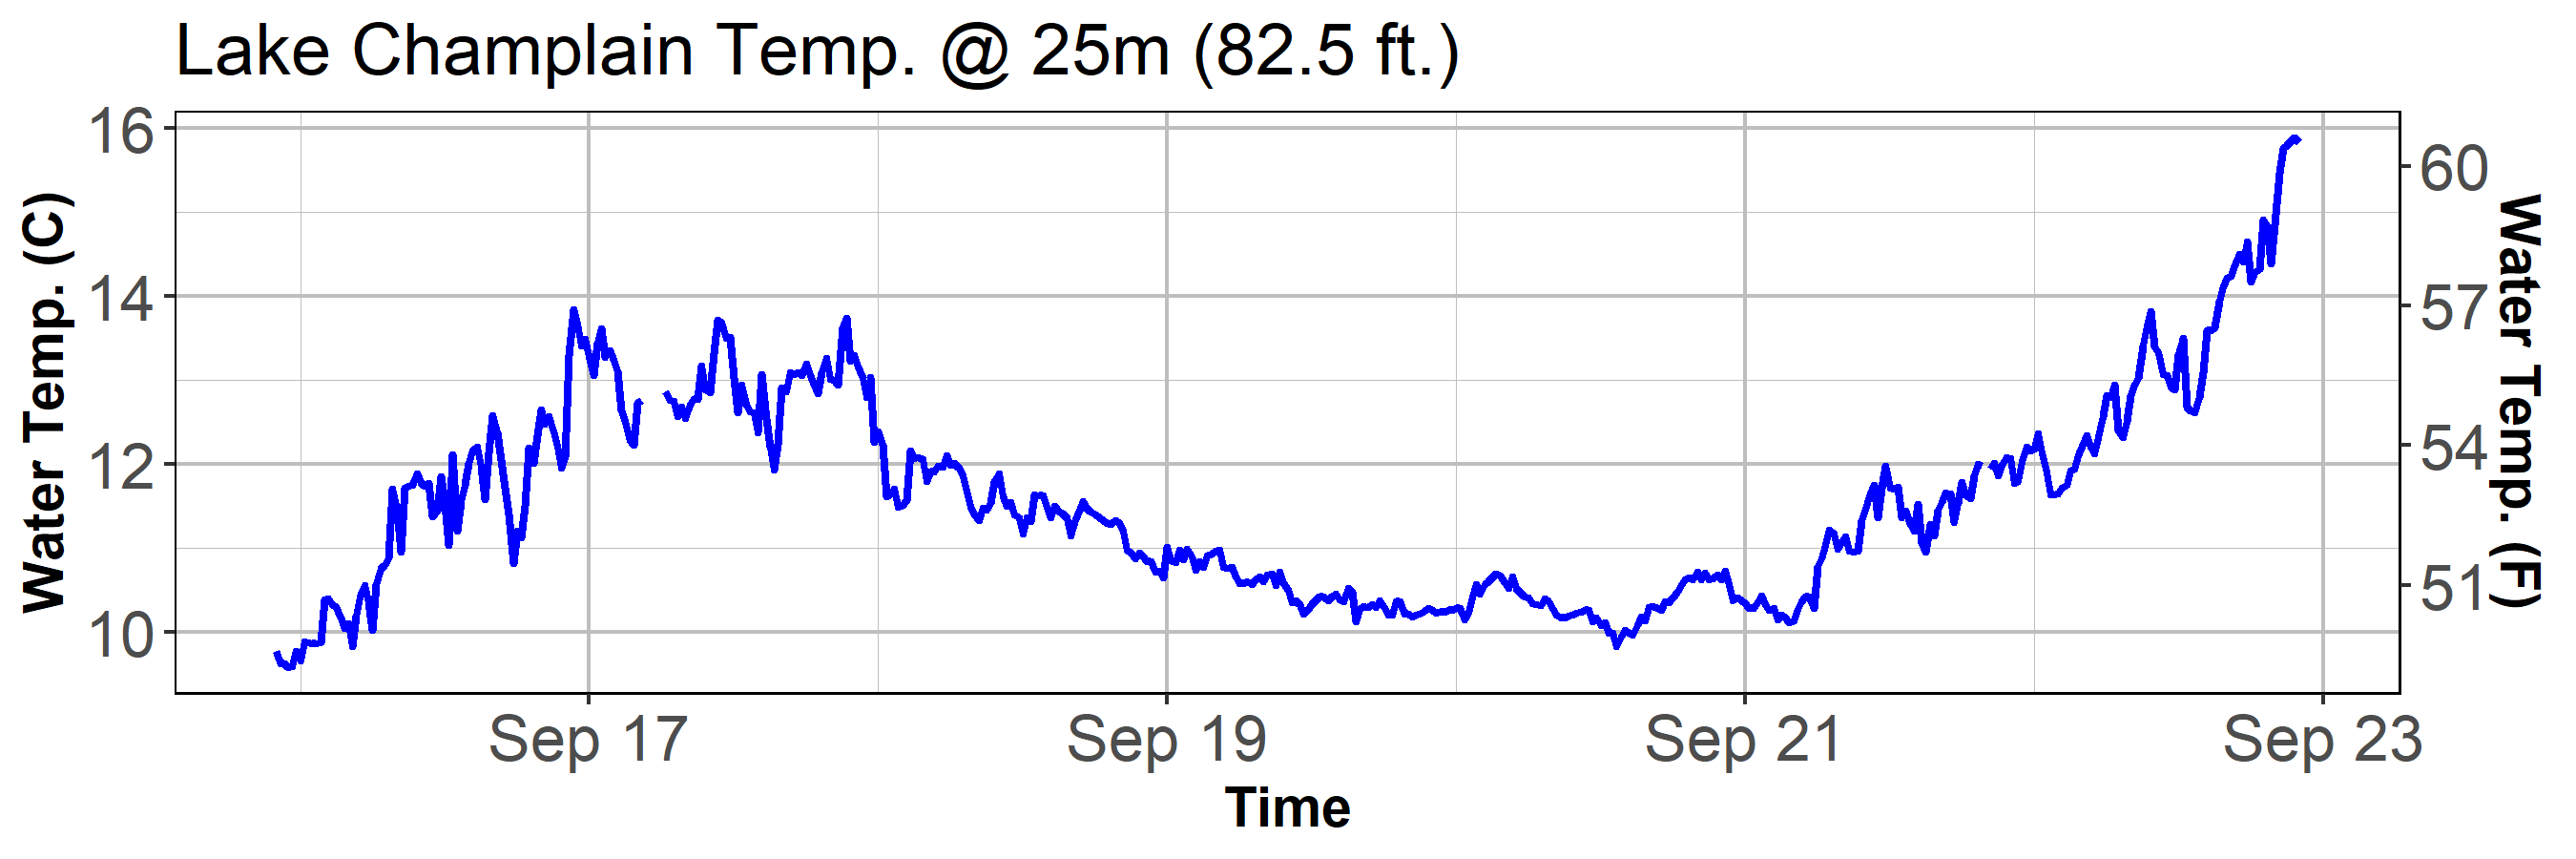 Lake Champlain Temp. @ 25m (82.5 ft.)
16
14
12
10
Water Temp. (C)
60
57
54
51
Water Temp. (F)
Sep 17 Sep 19 Sep 21 Sep 23
Time